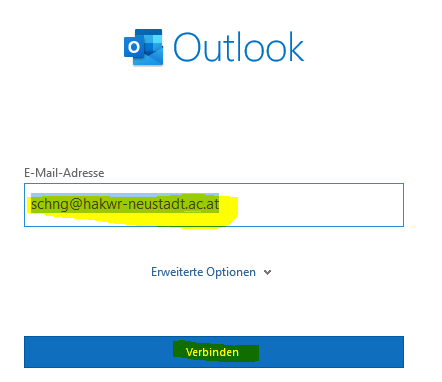 Outlook
E-Mail-Adresse
schng@hakwr-neustadt.ac.at
Erweiterte Optionen
Verbinden